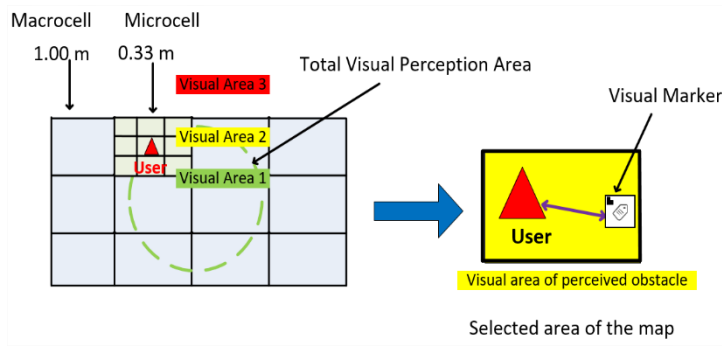 Macrocell
Microcell
1.00 m
0.33 m
Visual Area 3
Total Visual Perception Area
Visual Marker
Visual Area 2
User
Visual Area 1
User
Visual area of perceived obstacle
Selected area of the map